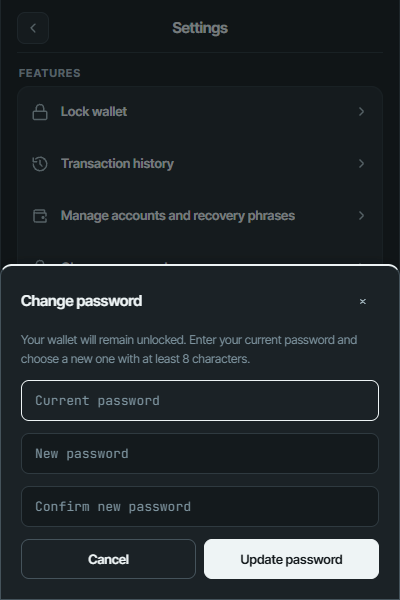 Settings
FEATURES
Lock wallet
Transaction history
Manage accounts and recovery phrases
Change password
×
Your wallet will remain unlocked. Enter your current password and
choose a new one with at least 8 characters.
Current password
New password
Confirm new password
Cancel
Update password